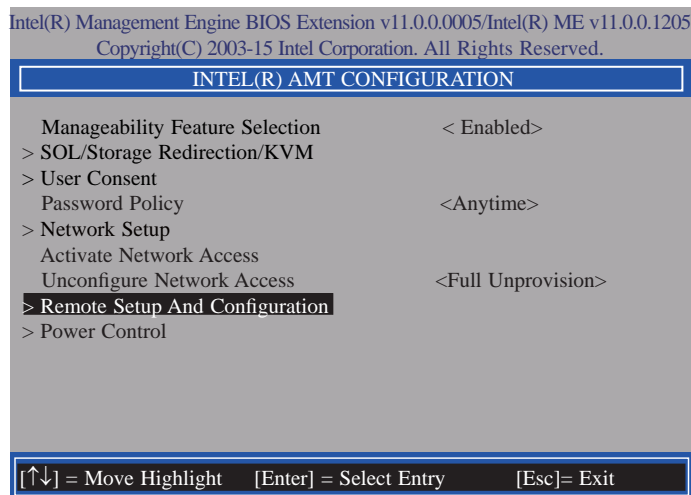 Intel(R) Management Engine BIOS Extension v11.0.0.0005/Intel(R) ME v11.0.0.1205
Copyright(C) 2003-15 Intel Corporation. All Rights Reserved.
INTEL(R) AMT CONFIGURATION
Manageability Feature Selection < Enabled>
> SOL/Storage Redirection/KVM
> User Consent
Password Policy <Anytime>
> Network Setup
Activate Network Access
Unconfigure Network Access <Full Unprovision>
> Remote Setup And Configuration
> Power Control
[↑↓] = Move Highlight [Enter] = Select Entry [Esc]= Exit